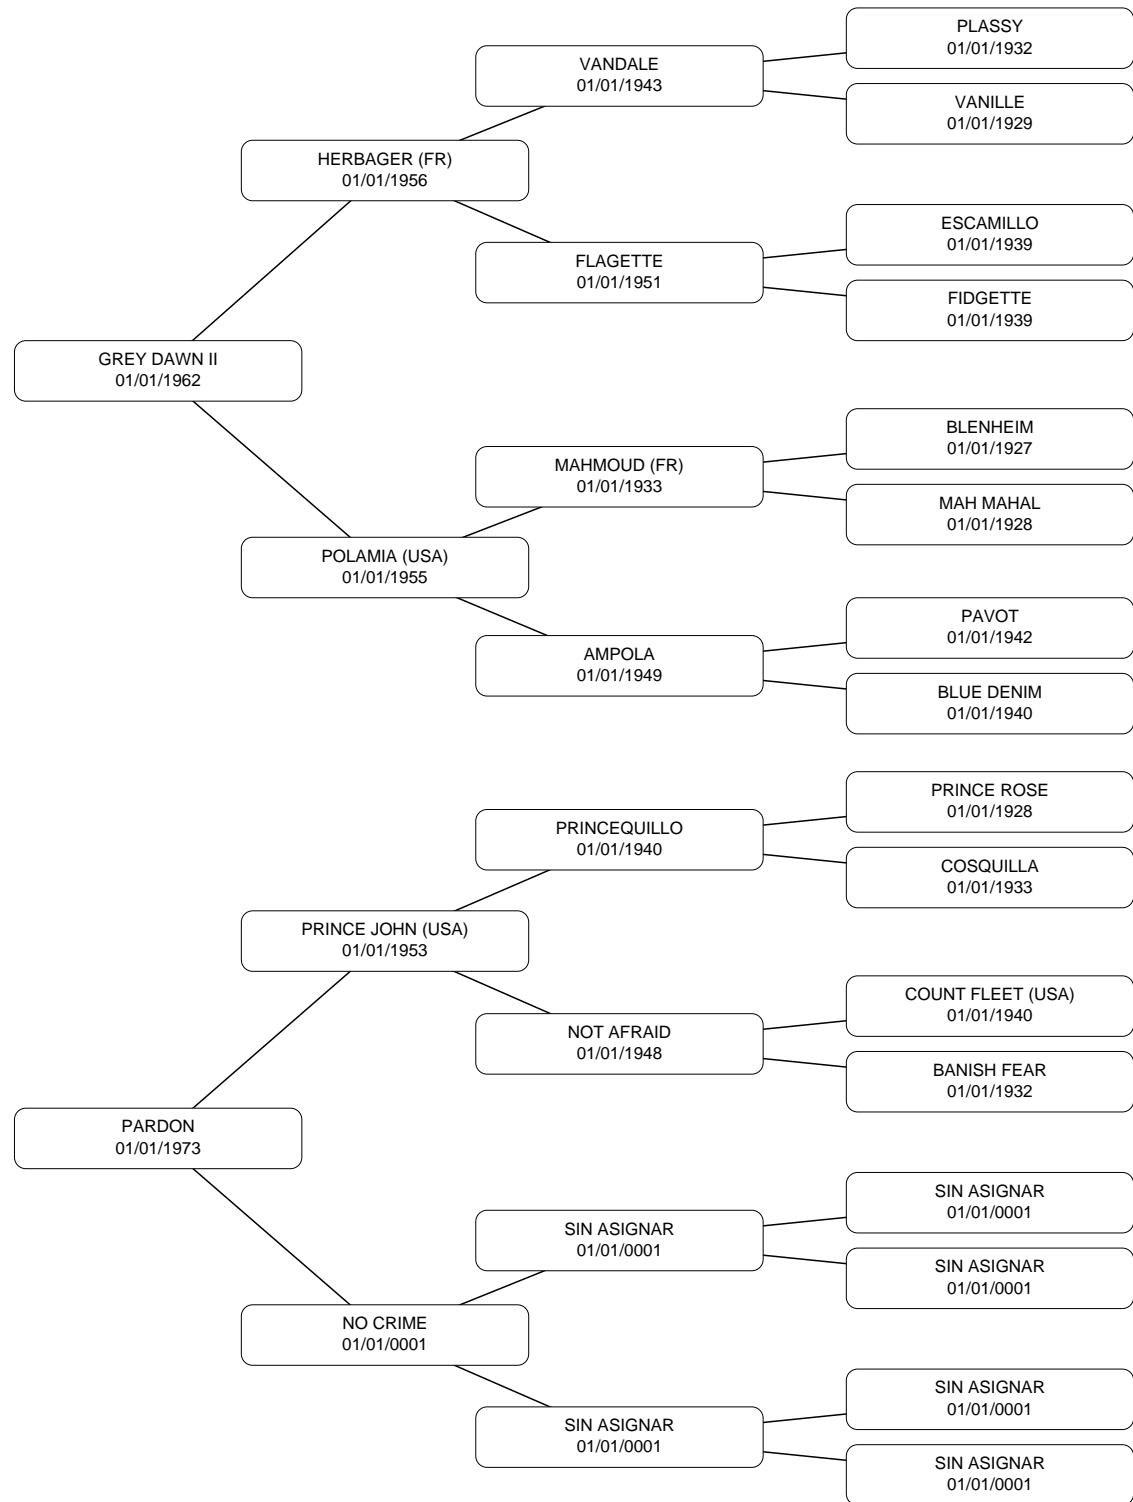 PLASSY
01/01/1932
VANDALE
01/01/1943
VANILLE
01/01/1929
HERBAGER (FR)
01/01/1956
ESCAMILLO
01/01/1939
FLAGETTE
01/01/1951
FIDGETTE
01/01/1939
GREY DAWN II
01/01/1962
BLENHEIM
01/01/1927
MAHMOUD (FR)
01/01/1933
MAH MAHAL
01/01/1928
POLAMIA (USA)
01/01/1955
PAVOT
01/01/1942
AMPOLA
01/01/1949
BLUE DENIM
01/01/1940
PRINCE ROSE
01/01/1928
PRINCEQUILLO
01/01/1940
COSQUILLA
01/01/1933
PRINCE JOHN (USA)
01/01/1953
COUNT FLEET (USA)
01/01/1940
NOT AFRAID
01/01/1948
BANISH FEAR
01/01/1932
PARDON
01/01/1973
SIN ASIGNAR
01/01/0001
SIN ASIGNAR
01/01/0001
SIN ASIGNAR
01/01/0001
NO CRIME
01/01/0001
SIN ASIGNAR
01/01/0001
SIN ASIGNAR
01/01/0001
SIN ASIGNAR
01/01/0001